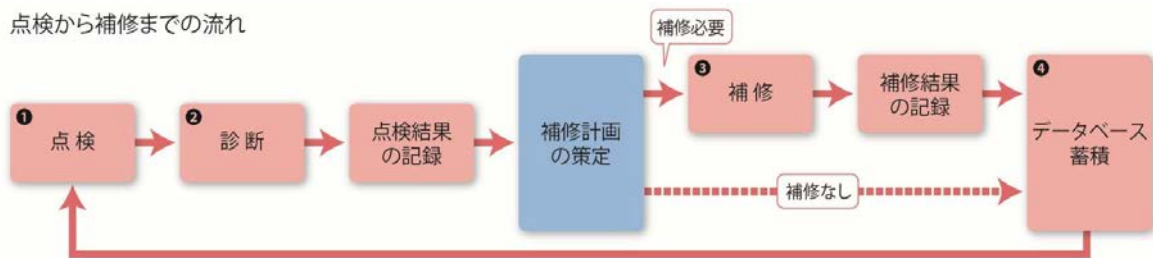 点検から補修までの流れ
❶
点検
❷
診断
点検結果
の記録
補修計画
の策定
補修必要
❸
補修
補修結果
の記録
補修なし
❹
データベース
蓄積